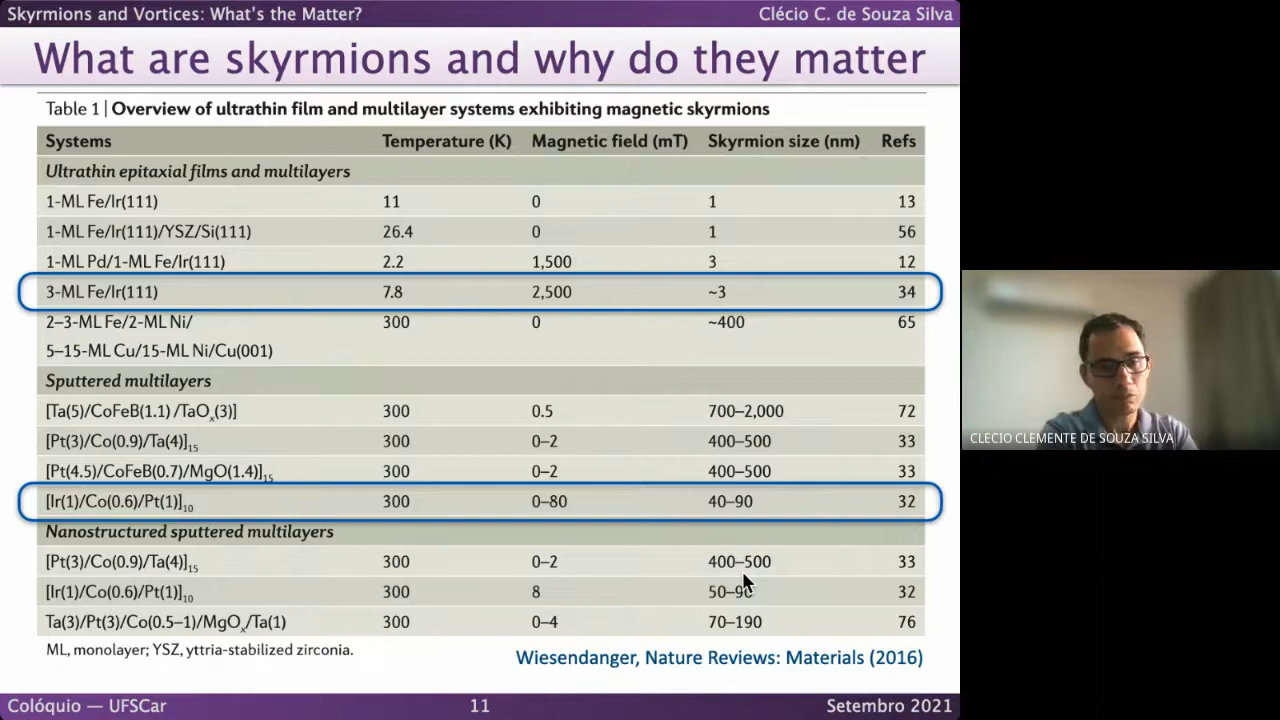 Skyrmions and Vortices: What's the Matter? Clécio C. de Souza Silva
What are skyrmions and why do they matter
Table 1 | Overview of ultrathin film and multilayer systems exhibiting magnetic skyrmions
Systems Temperature (K) Magnetic field (mT) Skyrmion size (nm) Refs
Ultrathin epitaxial films and multilayers
1-ML Fe/Ir(111) 11 0 1 13
1-ML Fe/Ir(111)/YSZ/Si(111) 26.4 0 1 56
1-ML Pd/1-ML Fe/Ir(111) 2.2 1,500 3 12
3-ML Fe/Ir(111) 7.8 2,500 ~3 34
2–3-ML Fe/2-ML Ni/ 300 0 ~400 65
5–15-ML Cu/15-ML Ni/Cu(001)
Sputtered multilayers
[Ta(5)/CoFeB(1.1) /TaOx(3)] 300 0.5 700–2,000 72
[Pt(3)/Co(0.9)/Ta(4)]15 300 0–2 400–500 33
[Pt(4.5)/CoFeB(0.7)/MgO(1.4)]15 300 0–2 400–500 33
[Ir(1)/Co(0.6)/Pt(1)]10 300 0–80 40–90 32
Nanostructured sputtered multilayers
[Pt(3)/Co(0.9)/Ta(4)]15 300 0–2 400–500 33
[Ir(1)/Co(0.6)/Pt(1)]10 300 8 50–90 32
Ta(3)/Pt(3)/Co(0.5–1)/MgOx/Ta(1) 300 0–4 70–190 76
ML, monolayer; YSZ, yttria-stabilized zirconia.
Wiesendanger, Nature Reviews: Materials (2016)
Colóquio — UFSCar 11 Setembro 2021
CLECIO CLEMENTE DE SOUZA SILVA